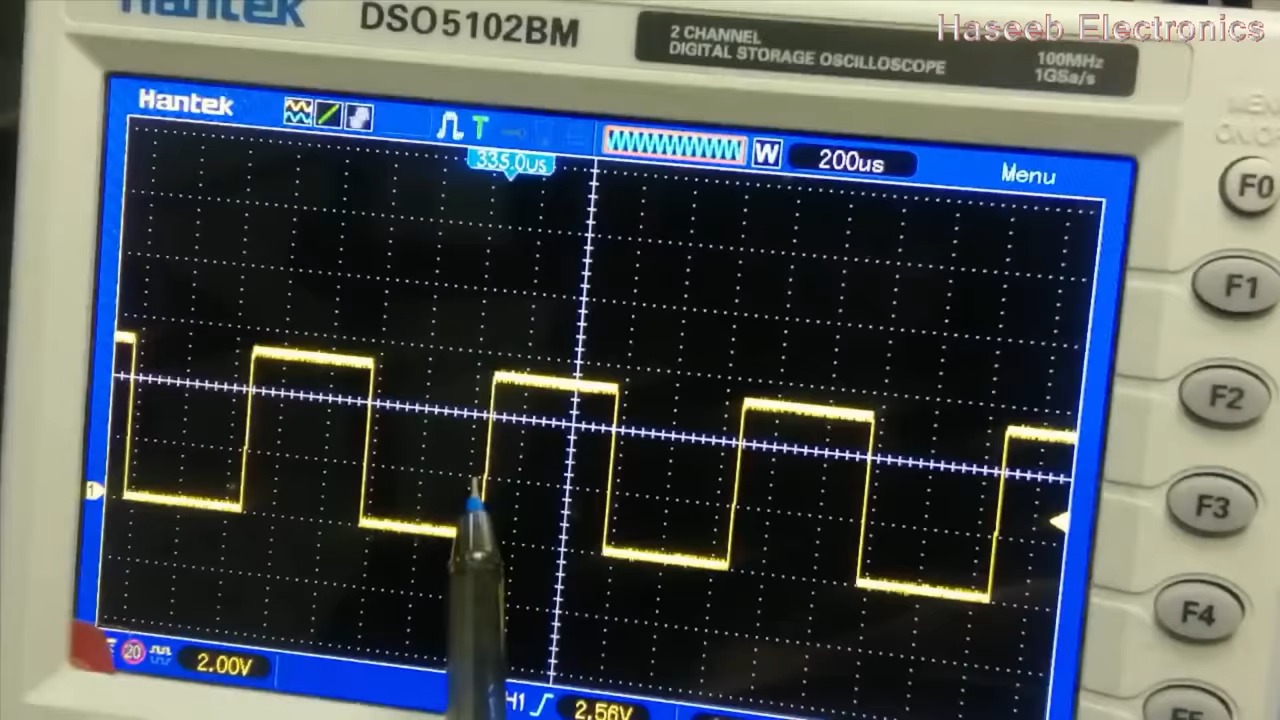 Hantek
DSO5102BM
2 CHANNEL
DIGITAL STORAGE OSCILLOSCOPE
100MHz
1GSa/s
Haseeb Electronics
Hantek
T
W
200us
Menu
335.0us
F0
F1
F2
F3
F4
1
20
2.00V
2.56V